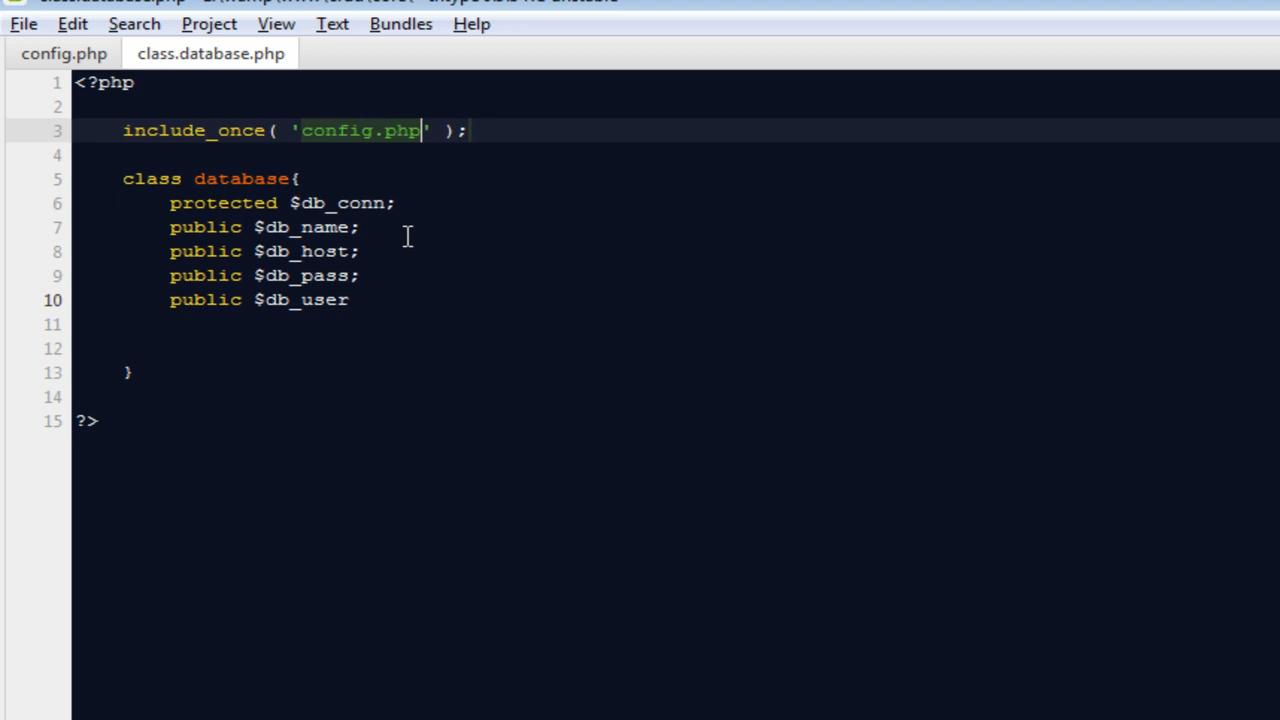 File Edit Search Project View Text Bundles Help
config.php class.database.php
1 <?php
2
3 include_once( 'config.php' );
4
5 class database{
6 protected $db_conn;
7 public $db_name;
8 public $db_host;
9 public $db_pass;
10 public $db_user
11
12
13 }
14
15 ?>